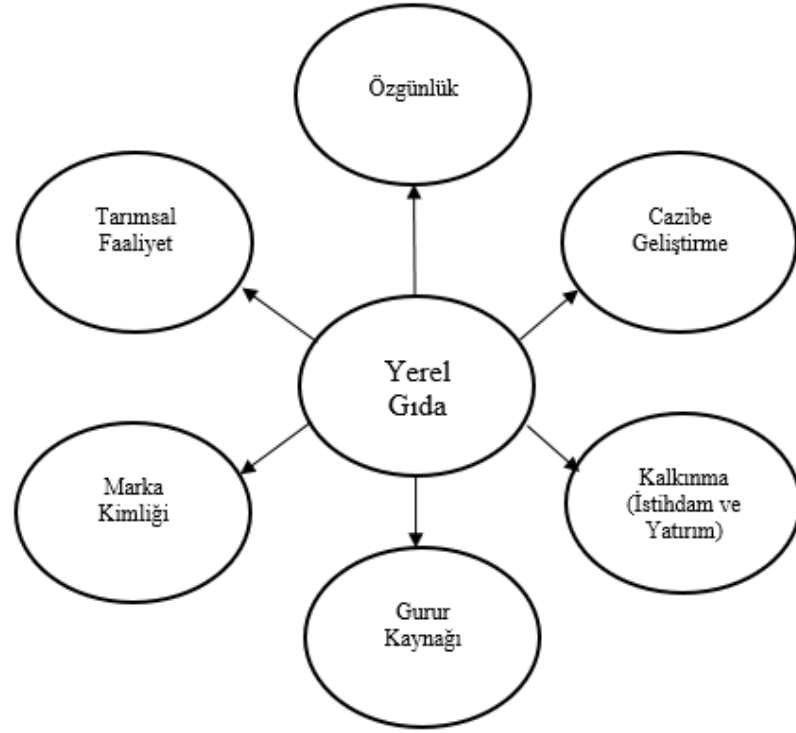 Özgünlük
Tarımsal
Faaliyet
Cazibe
Geliştirme
Yerel
Gıda
Marka
Kimliği
Kalkınma
(İstihdam ve
Yatırım)
Gurur
Kaynağı